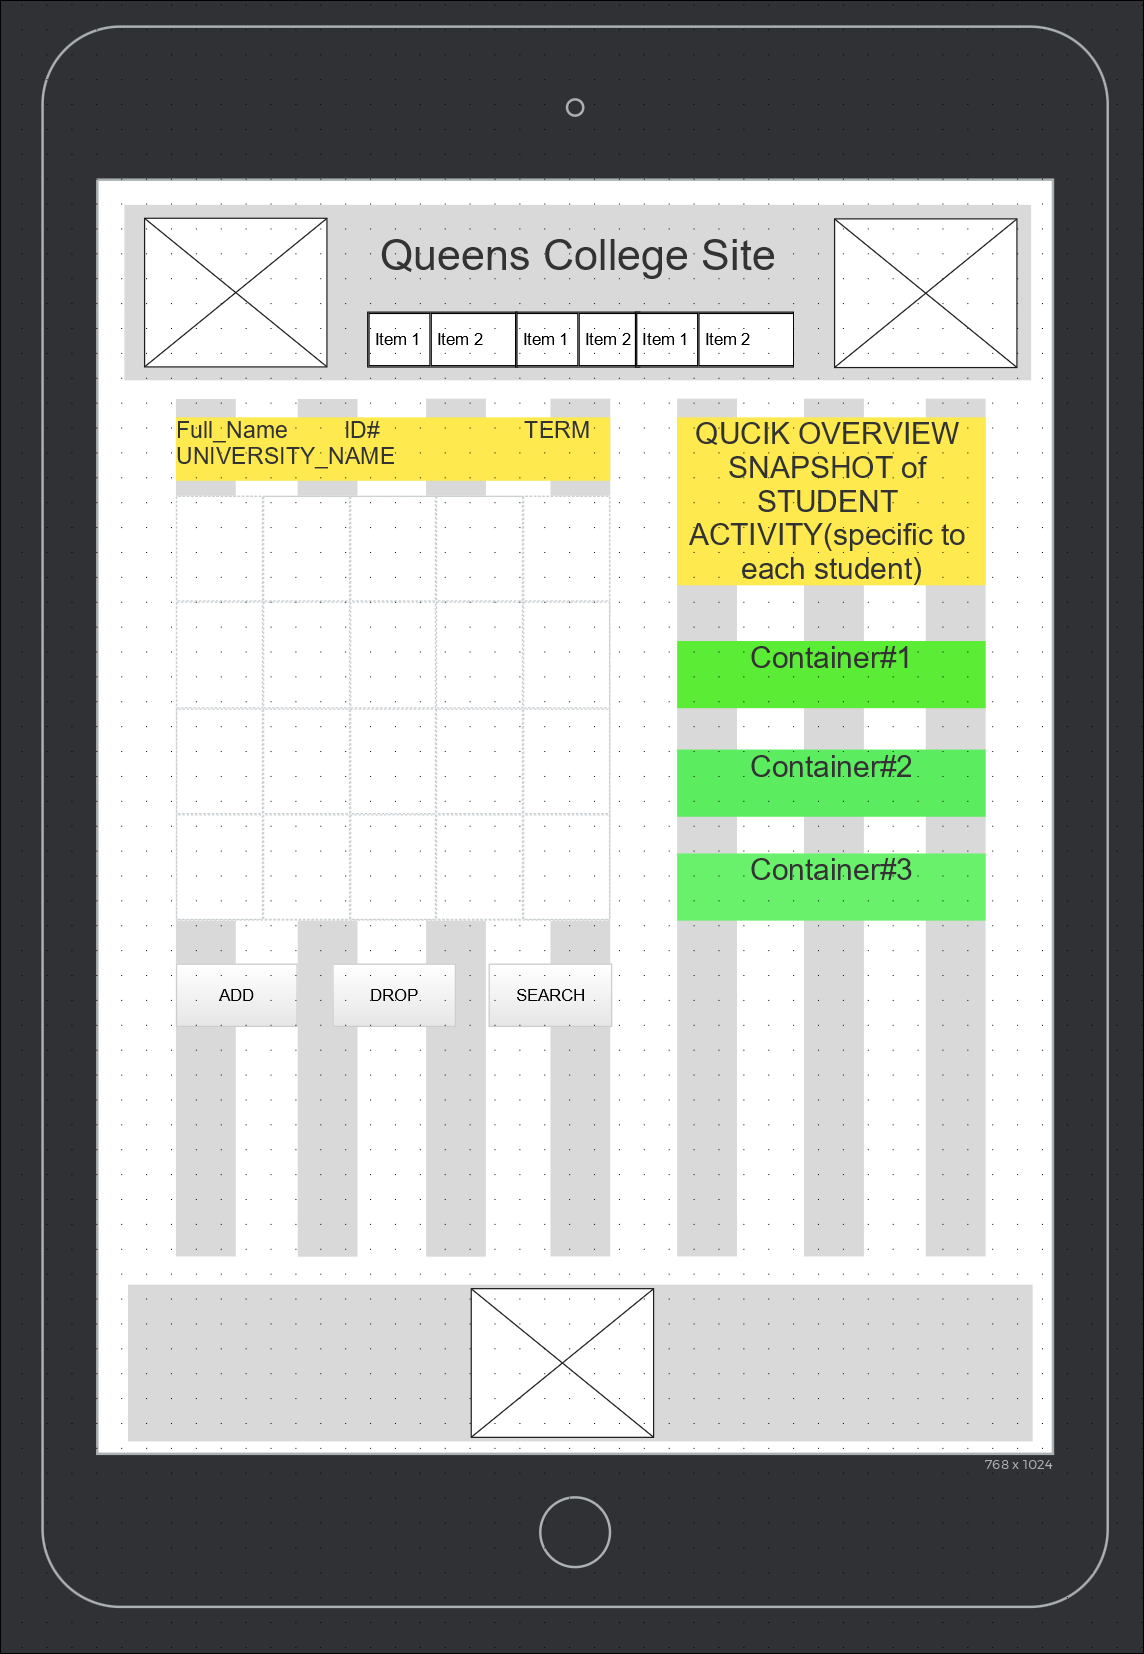 Queens College Site
Item 1 Item 2 Item 1 Item 2 Item 1 Item 2
Full_Name ID# TERM
UNIVERSITY_NAME
QUCIK OVERVIEW
SNAPSHOT of
STUDENT
ACTIVITY(specific to
each student)
Container#1
Container#2
Container#3
ADD DROP SEARCH
768 x 1024